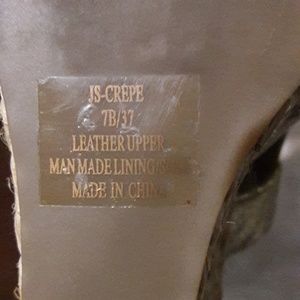 JS-CREPE
7B/37
LEATHER UPPER
MAN MADE LINING/
MADE IN CHINA